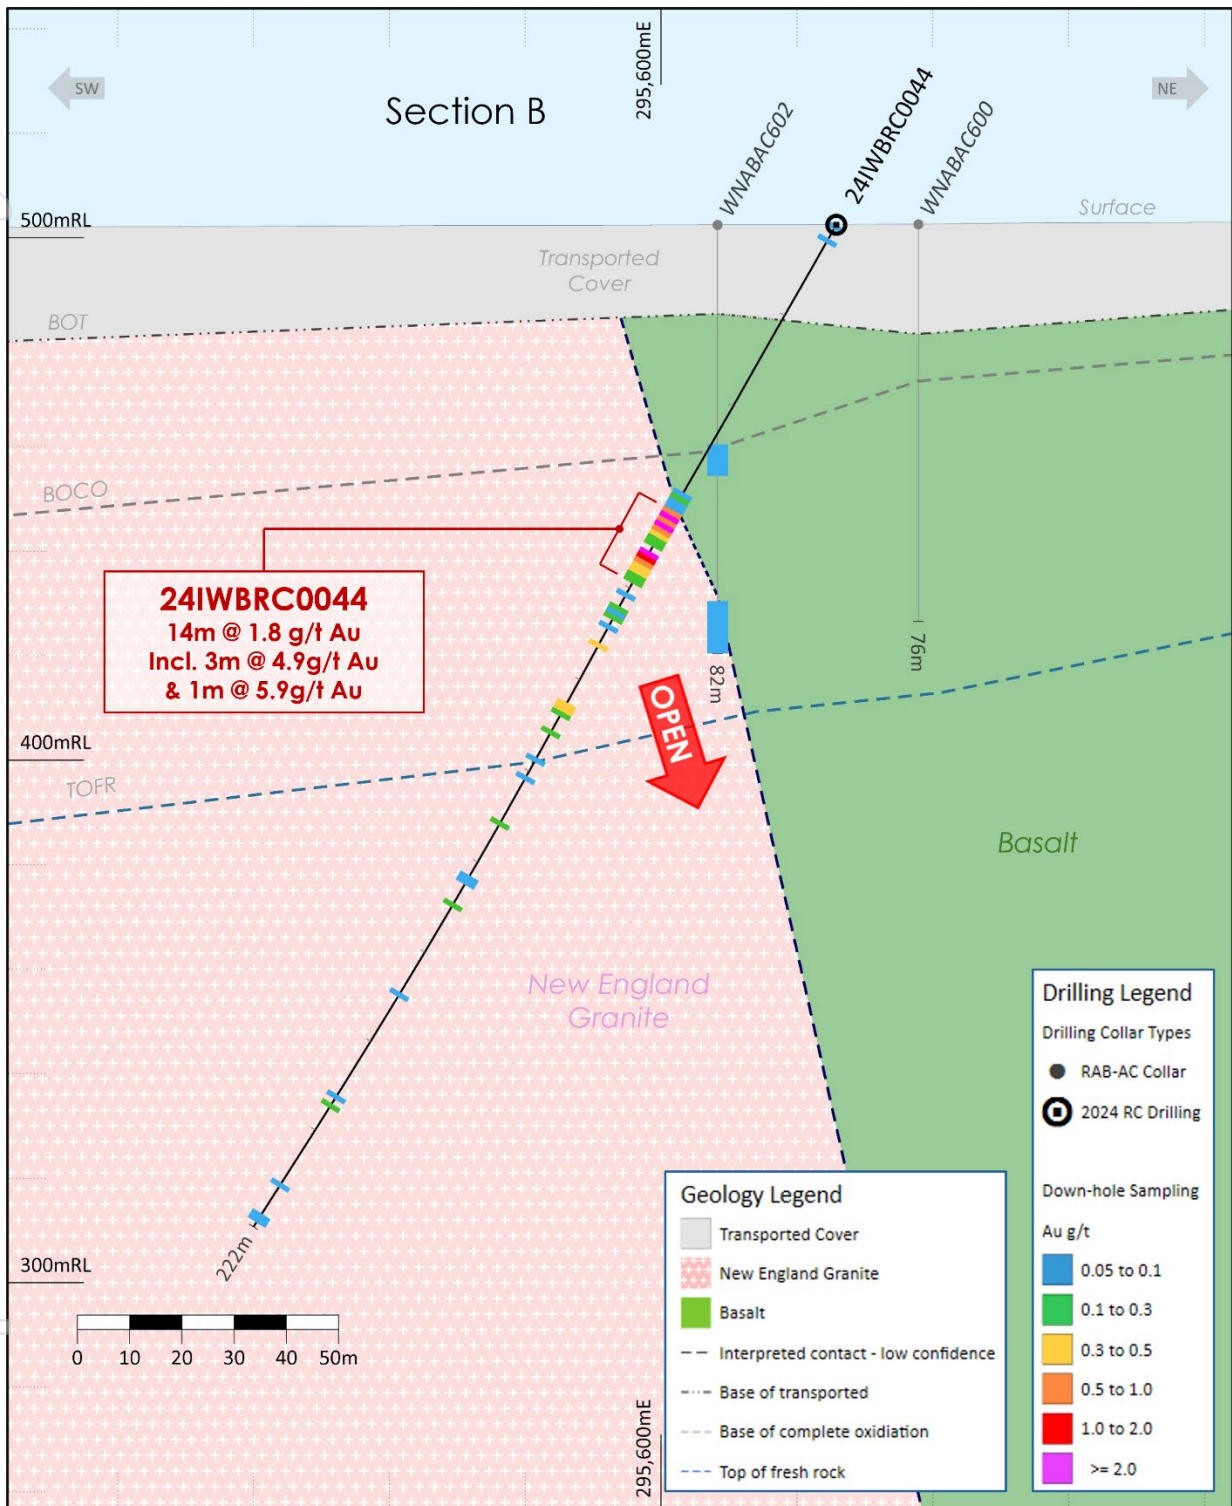 SW
Section B
295,600mE
WNABAC602
24IWBRC0044
WNABAC600
NE
500mRL
Surface
Transported
Cover
BOT
BOCO
24IWBRC0044
14m @ 1.8 g/t Au
Incl. 3m @ 4.9g/t Au
& 1m @ 5.9g/t Au
76m
82m
OPEN
400mRL
TOFR
Basalt
New England
Granite
222m
300mRL
0 10 20 30 40 50m
295,600mE
Geology Legend
Transported Cover
New England Granite
Basalt
Interpreted contact - low confidence
Base of transported
Base of complete oxidiation
Top of fresh rock
Drilling Legend
Drilling Collar Types
RAB-AC Collar
2024 RC Drilling
Down-hole Sampling
Au g/t
0.05 to 0.1
0.1 to 0.3
0.3 to 0.5
0.5 to 1.0
1.0 to 2.0
>= 2.0